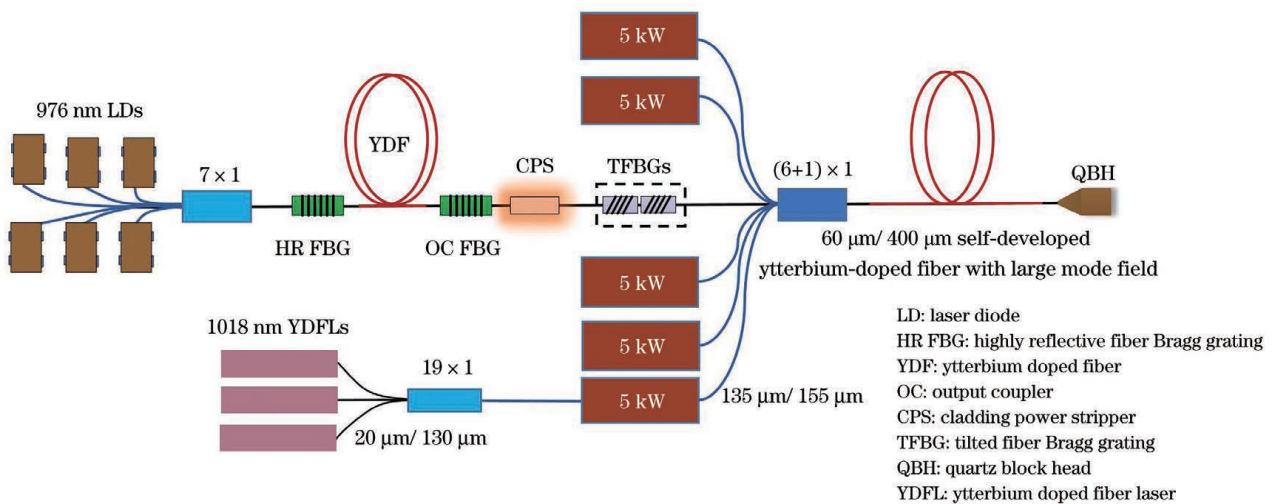 5 kW
5 kW
976 nm LDs
7 × 1
YDF
HR FBG
OC FBG
CPS
TFBGs
(6+1) × 1
QBH
60 μm/ 400 μm self-developed
ytterbium-doped fiber with large mode field
5 kW
5 kW
5 kW
1018 nm YDFLs
19 × 1
20 μm/ 130 μm
135 μm/ 155 μm
LD: laser diode
HR FBG: highly reflective fiber Bragg grating
YDF: ytterbium doped fiber
OC: output coupler
CPS: cladding power stripper
TFBG: tilted fiber Bragg grating
QBH: quartz block head
YDFL: ytterbium doped fiber laser